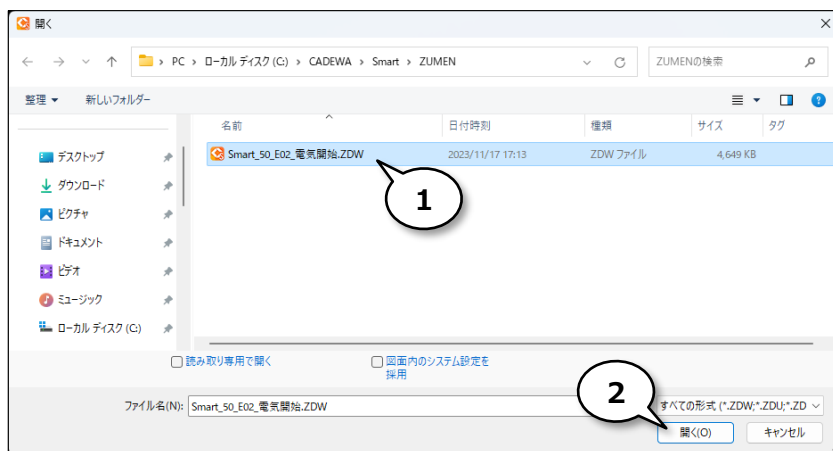 開く
PC › ローカル ディスク (C:) › CADEWA › Smart › ZUMEN
ZUMENの検索
整理
新しいフォルダー
名前 日付時刻 種類 サイズ タグ
Smart_50_E02_電気開始.ZDW 2023/11/17 17:13 ZDW ファイル 4,649 KB
1
デスクトップ
ダウンロード
ピクチャ
ドキュメント
ビデオ
ミュージック
ローカル ディスク (C:)
読み取り専用で開く
図面内のシステム設定を
採用
2
ファイル名(N): Smart_50_E02_電気開始.ZDW
すべての形式 (*.ZDW;*.ZDU;*.ZD
開く(O) キャンセル